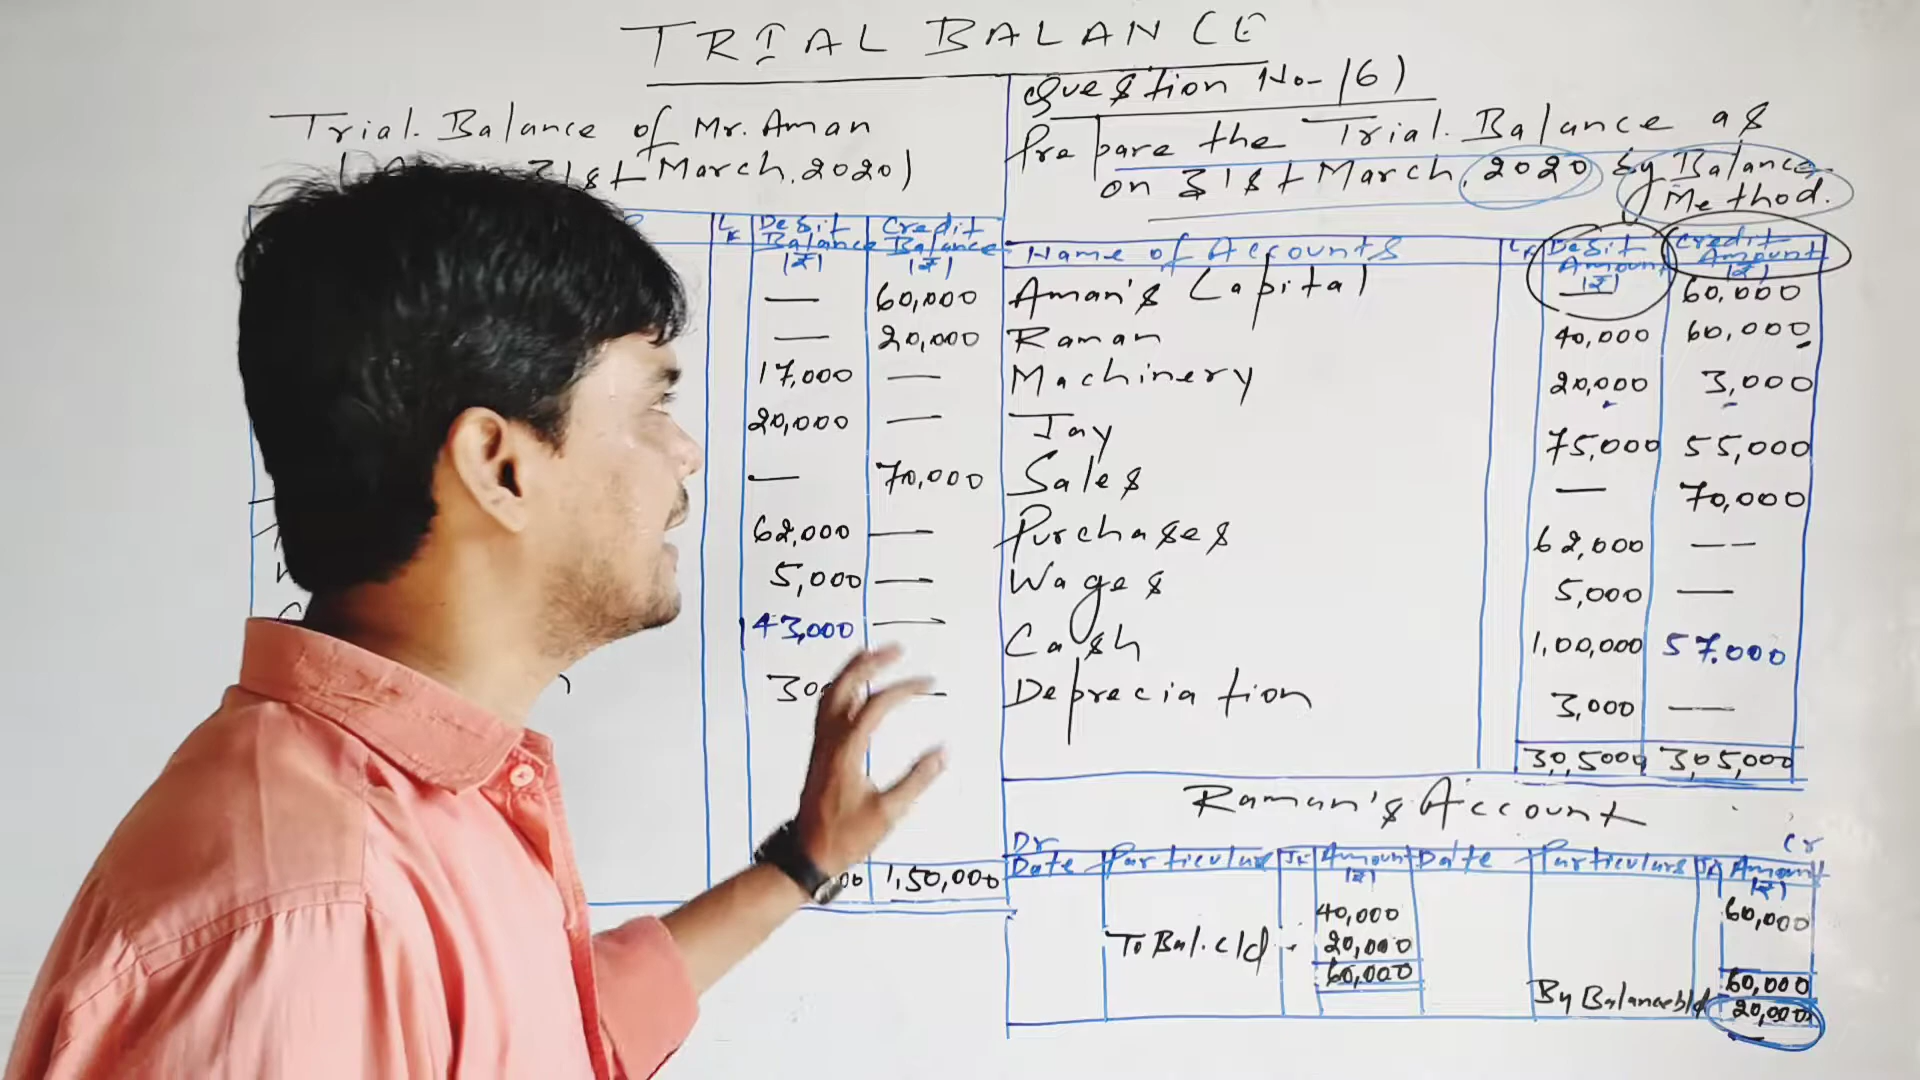 TRIAL BALANCE
Trial. Balance of Mr. Aman
31st March, 2020)
L.F. Debit Balance (₹) Credit Balance (₹)
— 60,000
— 20,000
17,000 —
20,000 —
— 70,000
62,000 —
5,000 —
43,000 —
—
1,50,000
Question No-16)
Prepare the Trial. Balance as
on 31st March, 2020 by Balance
Method.
Name of Accounts L.F. Debit Amount (₹) Credit Amount (₹)
Aman's Capital — 60,000
Raman 40,000 60,000
Machinery 20,000 3,000
Jay 75,000 55,000
Sales — 70,000
Purchases 62,000 —
Wages 5,000 —
Cash 1,00,000 57,000
Depreciation 3,000 —
30,5000 305,000
Raman's Account
Dr Cr
Date Particulars J.F Amount (₹) Date Particulars J.F Amount (₹)
40,000 60,000
To Bal. c/d - 20,000
60,000 60,000
By Balance b/d 20,000